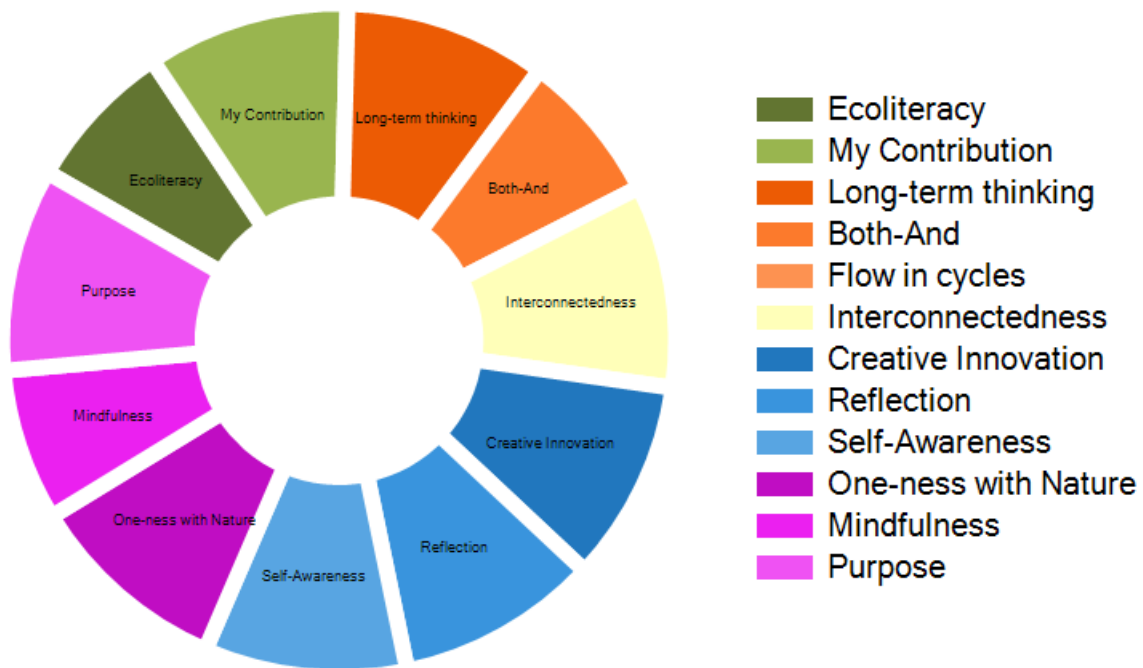 My Contribution
Long-term thinking
Ecoliteracy
Both-And
Purpose
Interconnectedness
Mindfulness
Creative Innovation
One-ness with Nature
Reflection
Self-Awareness
Ecoliteracy
My Contribution
Long-term thinking
Both-And
Flow in cycles
Interconnectedness
Creative Innovation
Reflection
Self-Awareness
One-ness with Nature
Mindfulness
Purpose